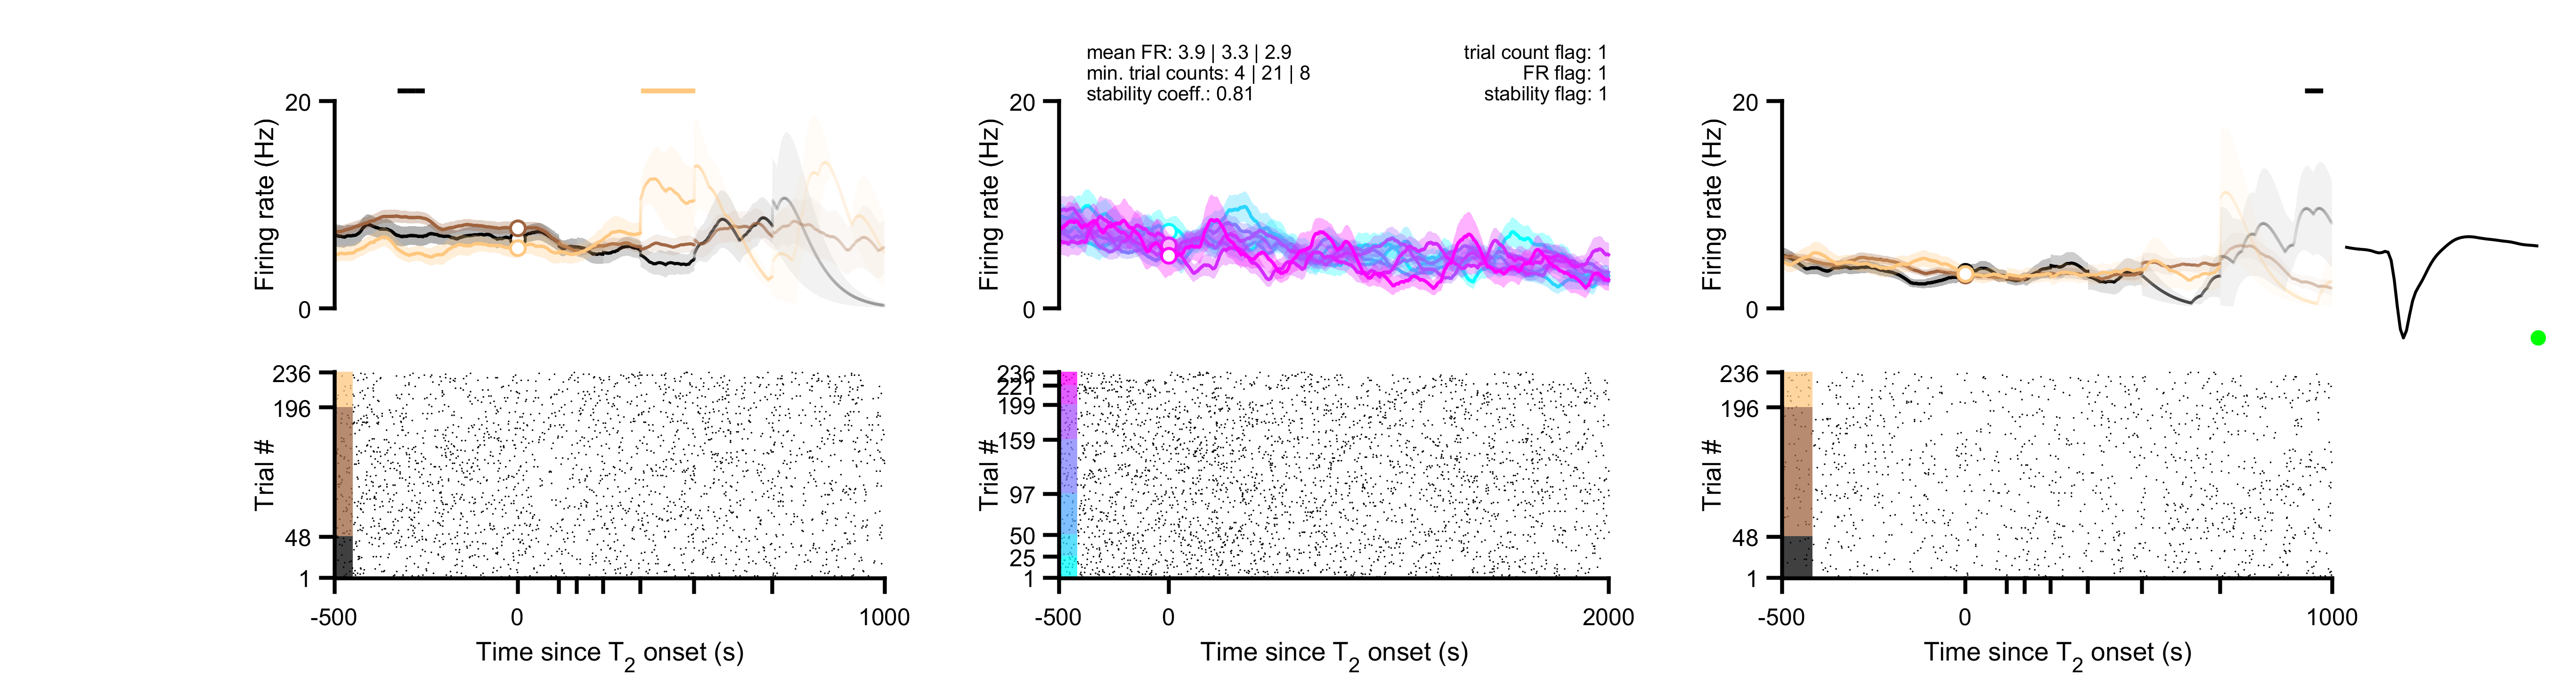 mean FR: 3.9 | 3.3 | 2.9
min. trial counts: 4 | 21 | 8
stability coeff.: 0.81
trial count flag: 1
FR flag: 1
stability flag: 1
20
0
Firing rate (Hz)
236
196
48
1
Trial #
-500
0
1000
Time since T2 onset (s)
20
0
Firing rate (Hz)
236
221
199
159
97
50
25
1
Trial #
-500
0
2000
Time since T2 onset (s)
20
0
Firing rate (Hz)
236
196
48
1
Trial #
-500
0
1000
Time since T2 onset (s)